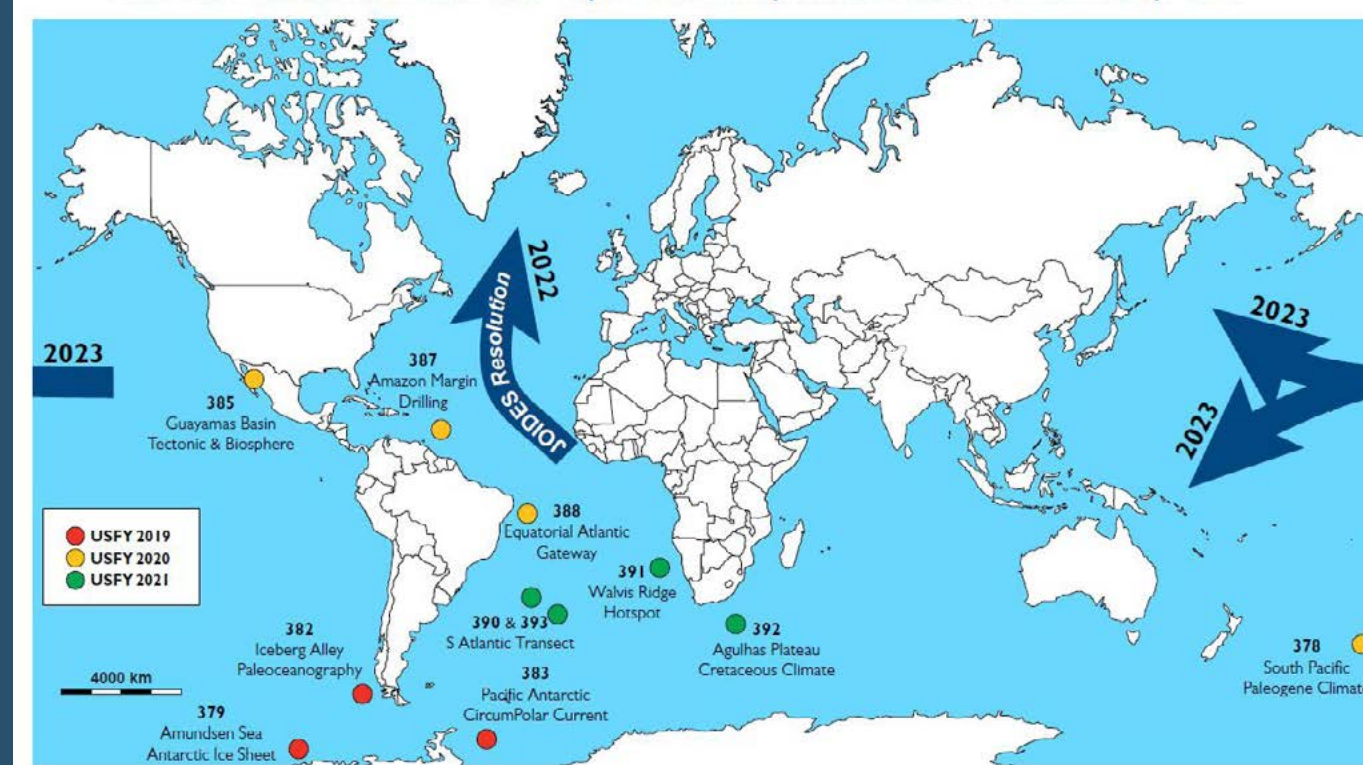 2022
JOIDES Resolution
2023
2023
2023
387
Amazon Margin
Drilling
385
Guayamas Basin
Tectonic & Biosphere
USFY 2019
USFY 2020
USFY 2021
388
Equatorial Atlantic
Gateway
391
Walvis Ridge
Hotspot
390 & 393
S Atlantic Transect
392
Agulhas Plateau
Cretaceous Climate
382
Iceberg Alley
Paleoceanography
378
South Pacific
Paleogene Climat
4000 km
383
Pacific Antarctic
CircumPolar Current
379
Amundsen Sea
Antarctic Ice Sheet